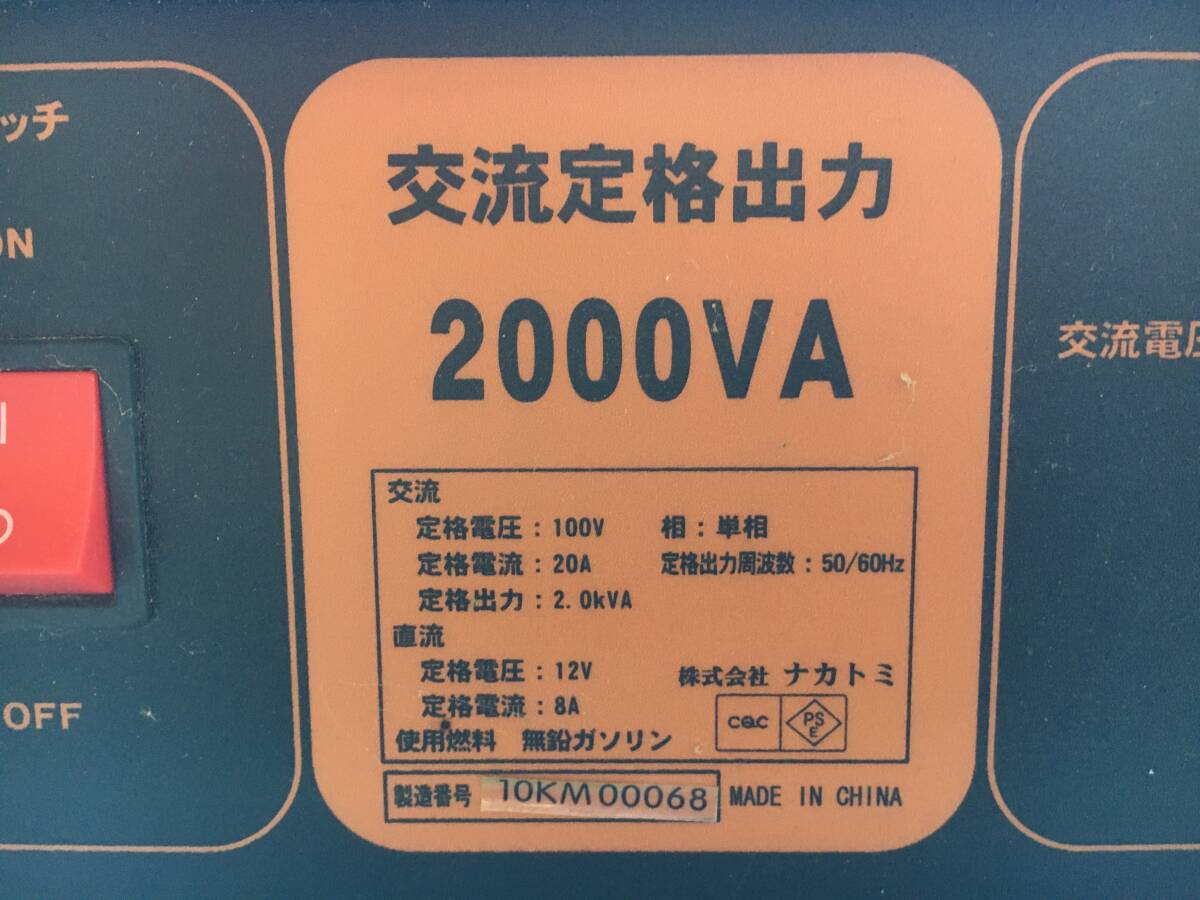 ッチ
ON
I
OFF
交流定格出力
2000VA
交流
定格電圧：100V 相：単相
定格電流：20A 定格出力周波数：50/60Hz
定格出力：2.0kVA
直流
定格電圧：12V
定格電流：8A
株式会社 ナカトミ
CQC
PS
E
使用燃料 無鉛ガソリン
製造番号 10KM00068 MADE IN CHINA
交流電圧